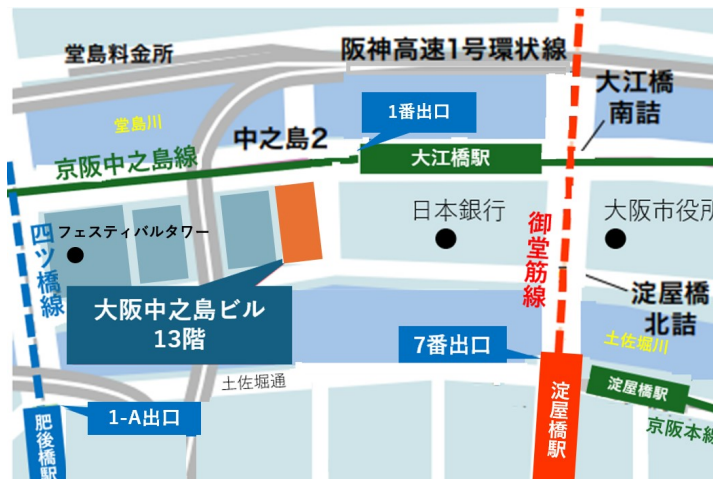 堂島料金所
阪神高速1号環状線
大江橋
南詰
堂島川
中之島2
1番出口
京阪中之島線
大江橋駅
四ツ橋線
フェスティバルタワー
日本銀行
御堂筋線
大阪市役所
大阪中之島ビル
13階
淀屋橋
北詰
7番出口
土佐堀川
土佐堀通
淀屋橋駅
淀屋橋駅
1-A出口
肥後橋駅
京阪本線